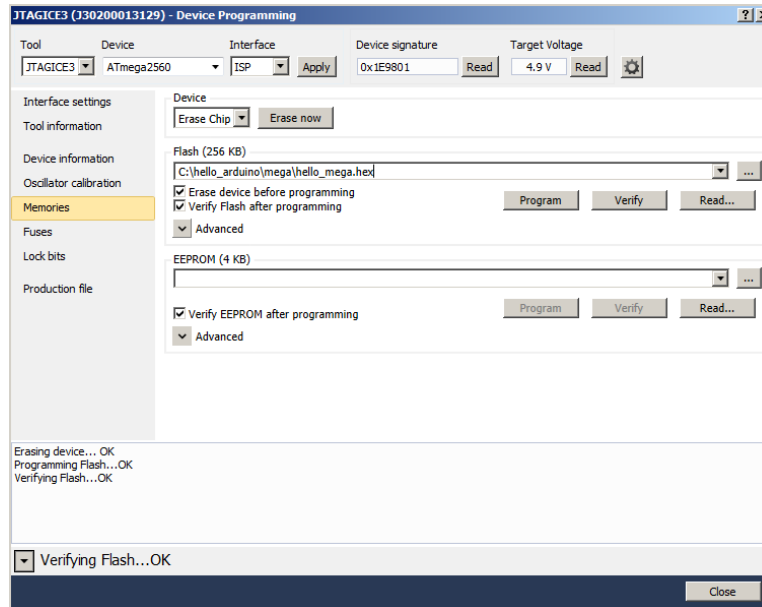 JTAGICE3 (J30200013129) - Device Programming
Tool Device Interface Device signature Target Voltage
JTAGICE3 ATmega2560 ISP Apply 0x1E9801 Read 4.9 V Read
Interface settings
Tool information
Device information
Oscillator calibration
Memories
Fuses
Lock bits
Production file
Device
Erase Chip Erase now
Flash (256 KB)
C:\hello_arduino\mega\hello_mega.hex ...
Erase device before programming
Verify Flash after programming
Program Verify Read...
Advanced
EEPROM (4 KB)
...
Verify EEPROM after programming
Program Verify Read...
Advanced
Erasing device... OK
Programming Flash...OK
Verifying Flash...OK
Verifying Flash...OK
Close